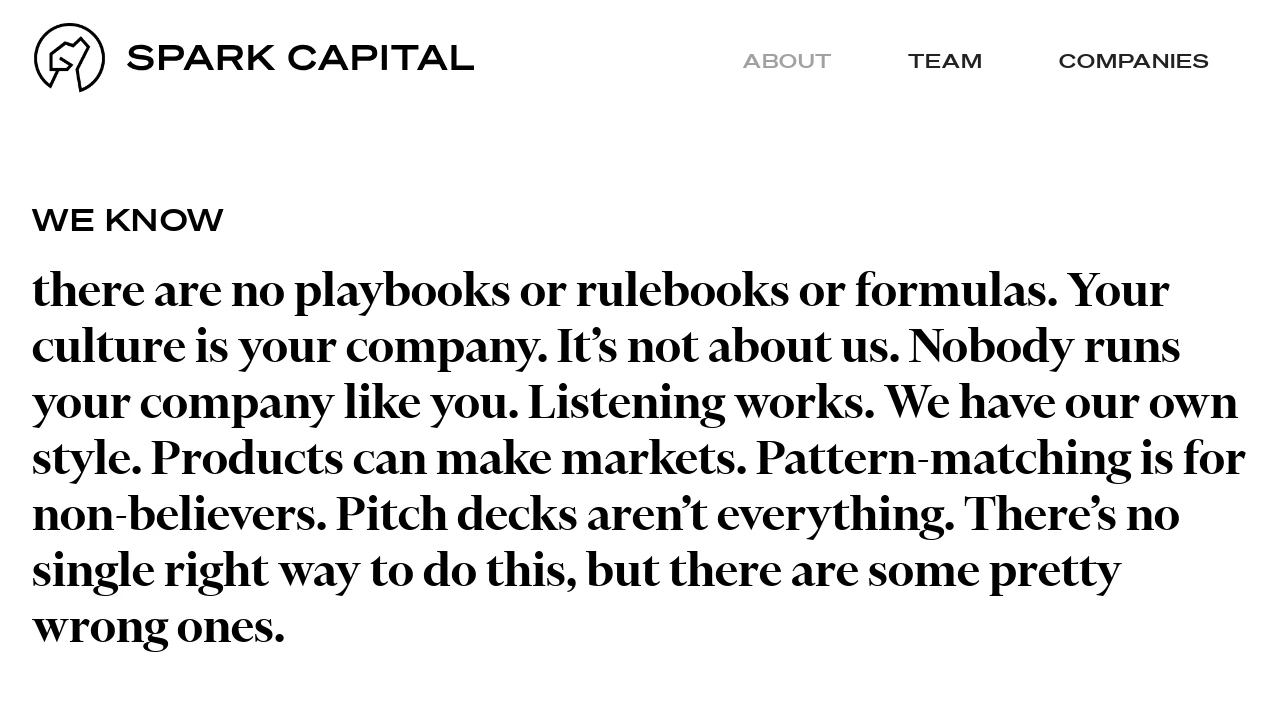 SPARK CAPITAL
ABOUT
TEAM
COMPANIES
WE KNOW
there are no playbooks or rulebooks or formulas. Your
culture is your company. It’s not about us. Nobody runs
your company like you. Listening works. We have our own
style. Products can make markets. Pattern-matching is for
non-believers. Pitch decks aren’t everything. There’s no
single right way to do this, but there are some pretty
wrong ones.